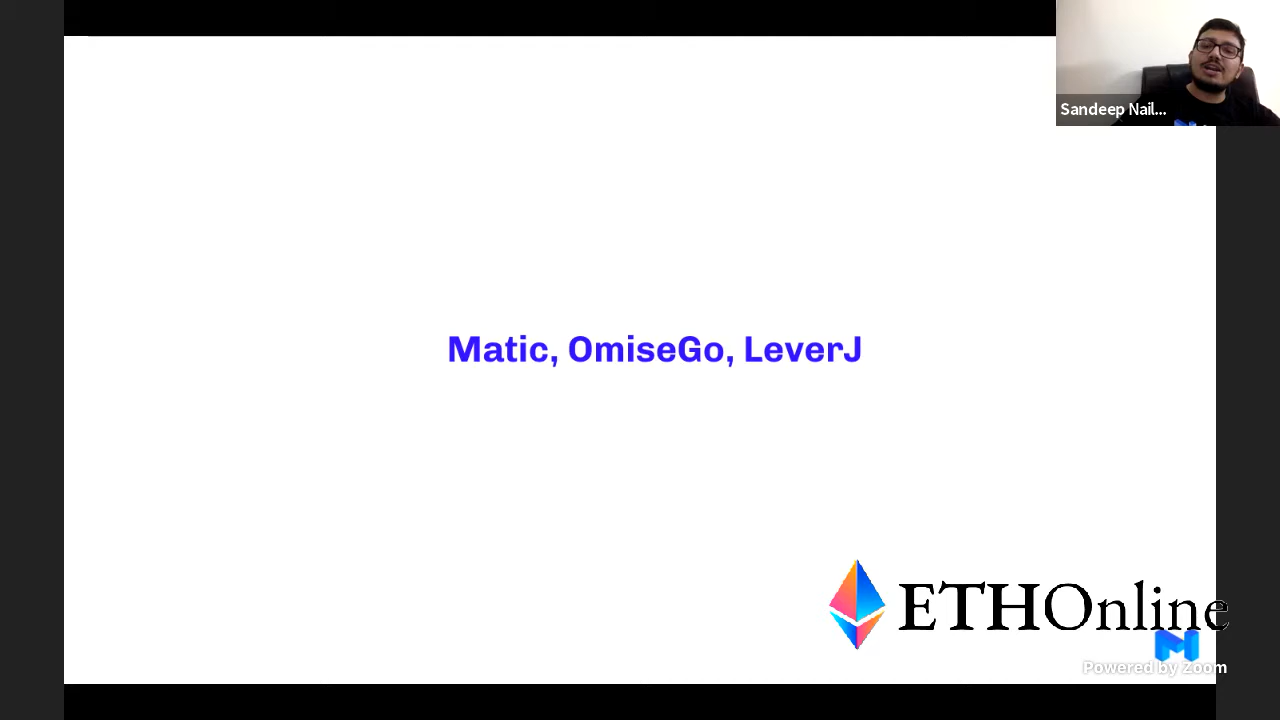 Sandeep Nail...
Matic, OmiseGo, LeverJ
ETHOnline
Powered by Zoom